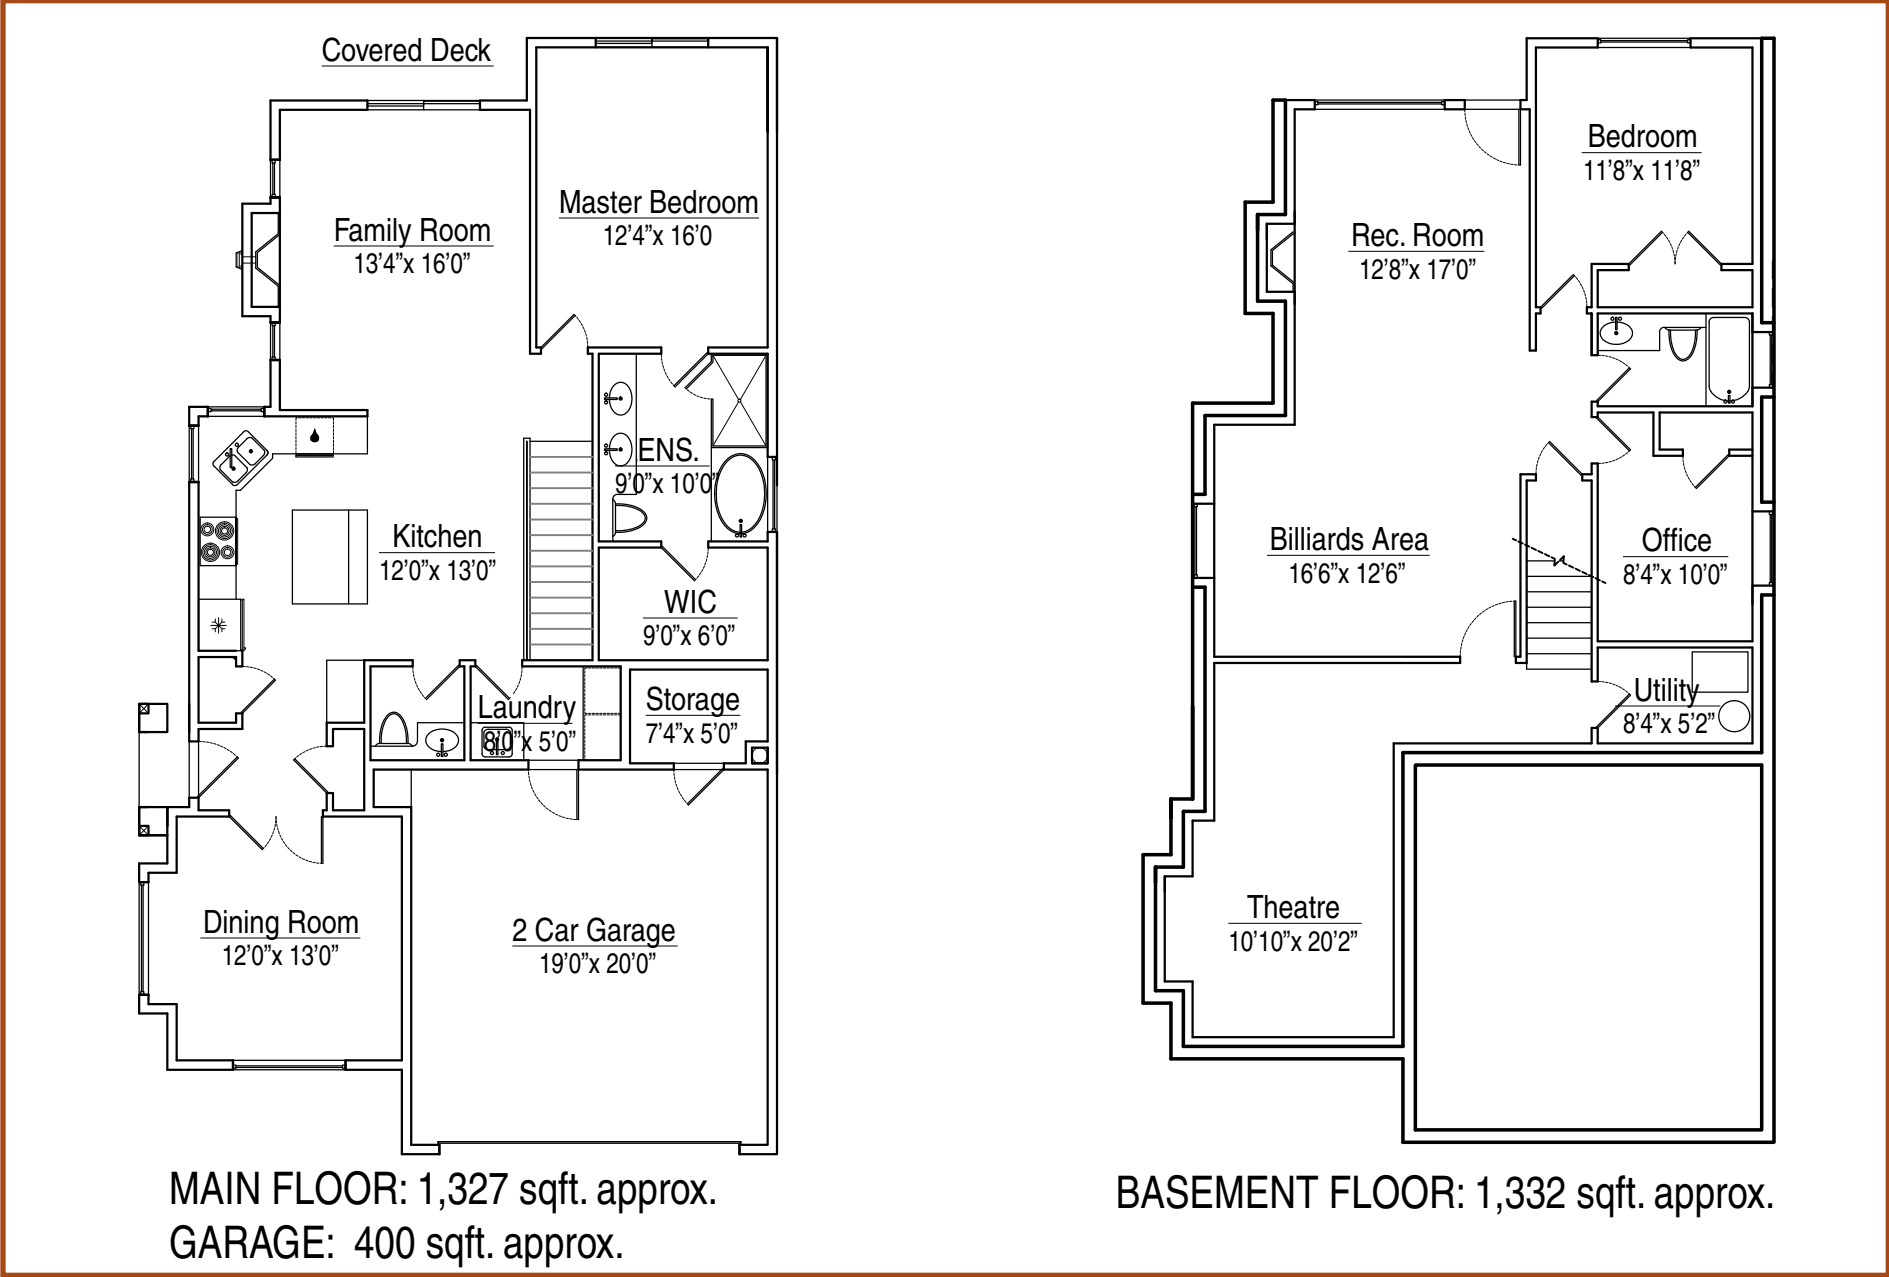 Covered Deck
Master Bedroom
12'4"x 16'0
Family Room
13'4"x 16'0"
ENS.
9'0"x 10'0"
Kitchen
12'0"x 13'0"
WIC
9'0"x 6'0"
Laundry
8'0"x 5'0"
Storage
7'4"x 5'0"
Dining Room
12'0"x 13'0"
2 Car Garage
19'0"x 20'0"
MAIN FLOOR: 1,327 sqft. approx.
GARAGE: 400 sqft. approx.
Bedroom
11'8"x 11'8"
Rec. Room
12'8"x 17'0"
Billiards Area
16'6"x 12'6"
Office
8'4"x 10'0"
Utility
8'4"x 5'2"
Theatre
10'10"x 20'2"
BASEMENT FLOOR: 1,332 sqft. approx.